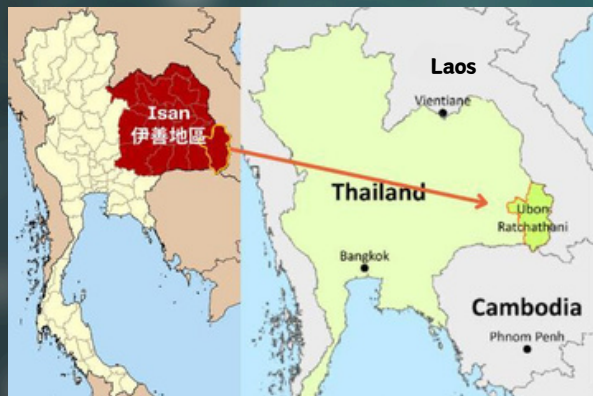 Isan
伊善地區
Laos
Vientiane
Thailand
Ubon
Ratchathani
Bangkok
Cambodia
Phnom Penh